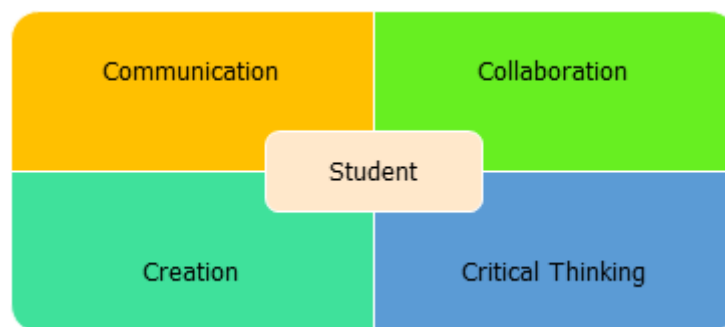 Communication
Collaboration
Student
Creation
Critical Thinking